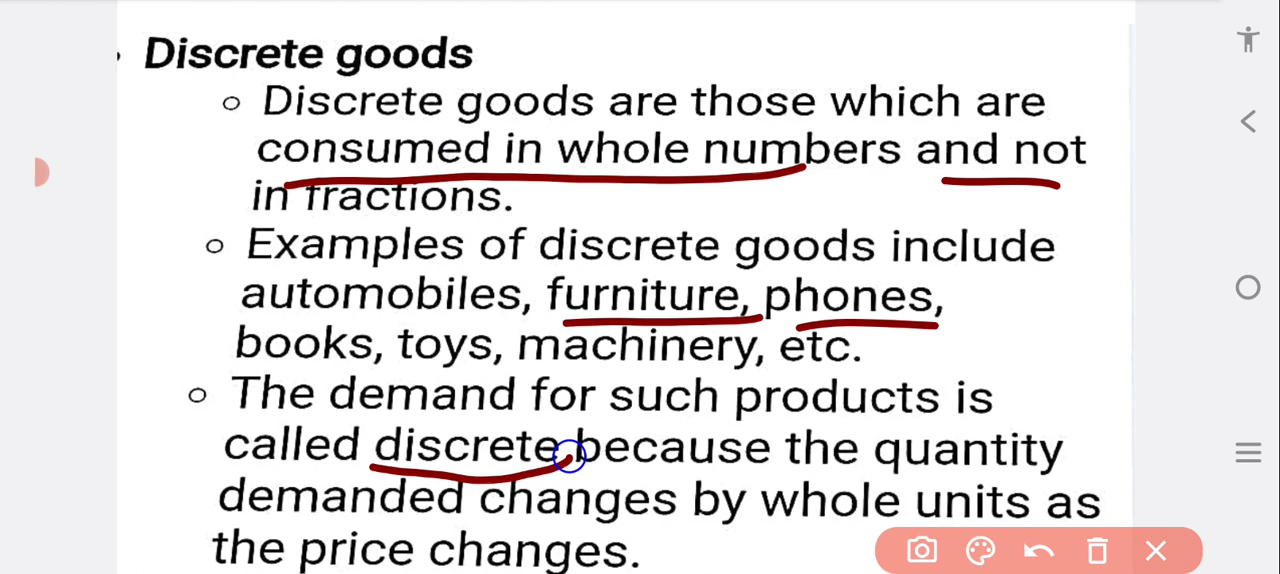 Discrete goods
Discrete goods are those which are
consumed in whole numbers and not
in fractions.
Examples of discrete goods include
automobiles, furniture, phones,
books, toys, machinery, etc.
The demand for such products is
called discrete because the quantity
demanded changes by whole units as
the price changes.